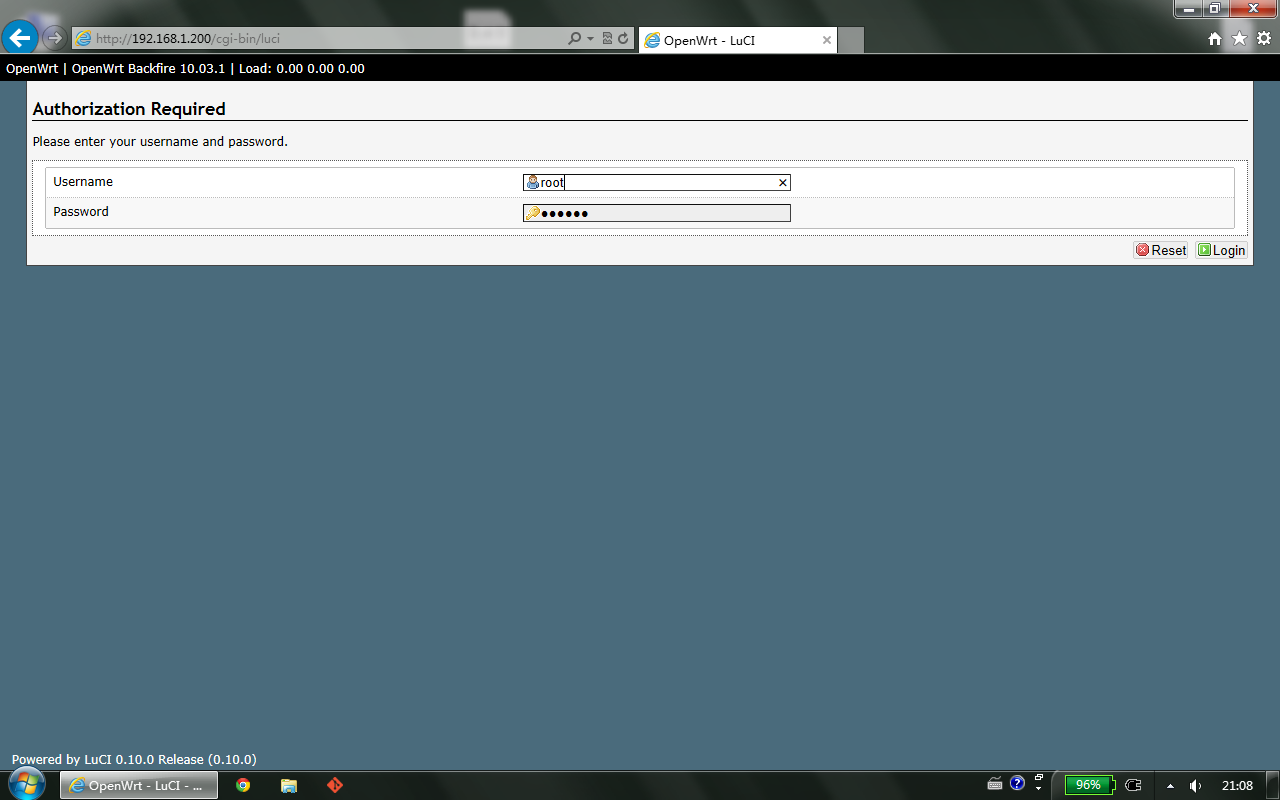 http://192.168.1.200/cgi-bin/luci
OpenWrt - LuCI
OpenWrt | OpenWrt Backfire 10.03.1 | Load: 0.00 0.00 0.00
Authorization Required
Please enter your username and password.
Username
root
Password
●●●●●●
Reset
Login
Powered by LuCI 0.10.0 Release (0.10.0)
OpenWrt - LuCI - ...
96%
21:08